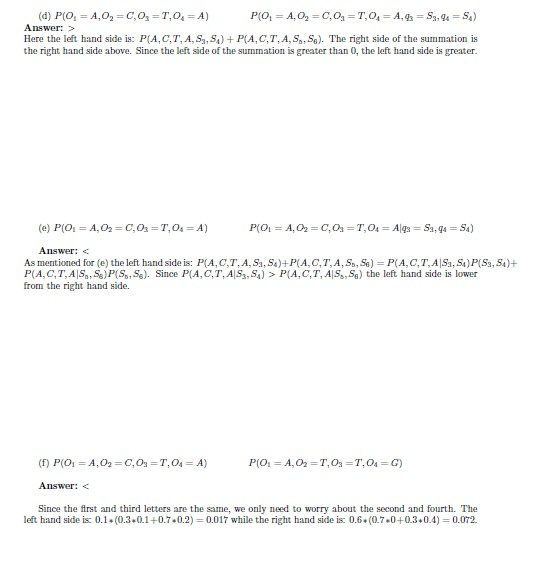 (d) P(O₁ = A, O₂ = C, O₃ = T, O₄ = A) P(O₁ = A, O₂ = C, O₃ = T, O₄ = A, q₃ = S₃, q₄ = S₄)
Answer: >
Here the left hand side is: P(A, C, T, A, S₃, S₄) + P(A, C, T, A, S₅, S₆). The right side of the summation is
the right hand side above. Since the left side of the summation is greater than 0, the left hand side is greater.
(e) P(O₁ = A, O₂ = C, O₃ = T, O₄ = A) P(O₁ = A, O₂ = C, O₃ = T, O₄ = A|q₃ = S₃, q₄ = S₄)
Answer: <
As mentioned for (e) the left hand side is: P(A, C, T, A, S₃, S₄)+P(A, C, T, A, S₅, S₆) = P(A, C, T, A|S₃, S₄)P(S₃, S₄)+
P(A, C, T, A|S₅, S₆)P(S₅, S₆). Since P(A, C, T, A|S₃, S₄) > P(A, C, T, A|S₅, S₆) the left hand side is lower
from the right hand side.
(f) P(O₁ = A, O₂ = C, O₃ = T, O₄ = A) P(O₁ = A, O₂ = T, O₃ = T, O₄ = G)
Answer: <
Since the first and third letters are the same, we only need to worry about the second and fourth. The
left hand side is: 0.1*(0.3*0.1+0.7*0.2) = 0.017 while the right hand side is: 0.6*(0.7*0+0.3*0.4) = 0.072.